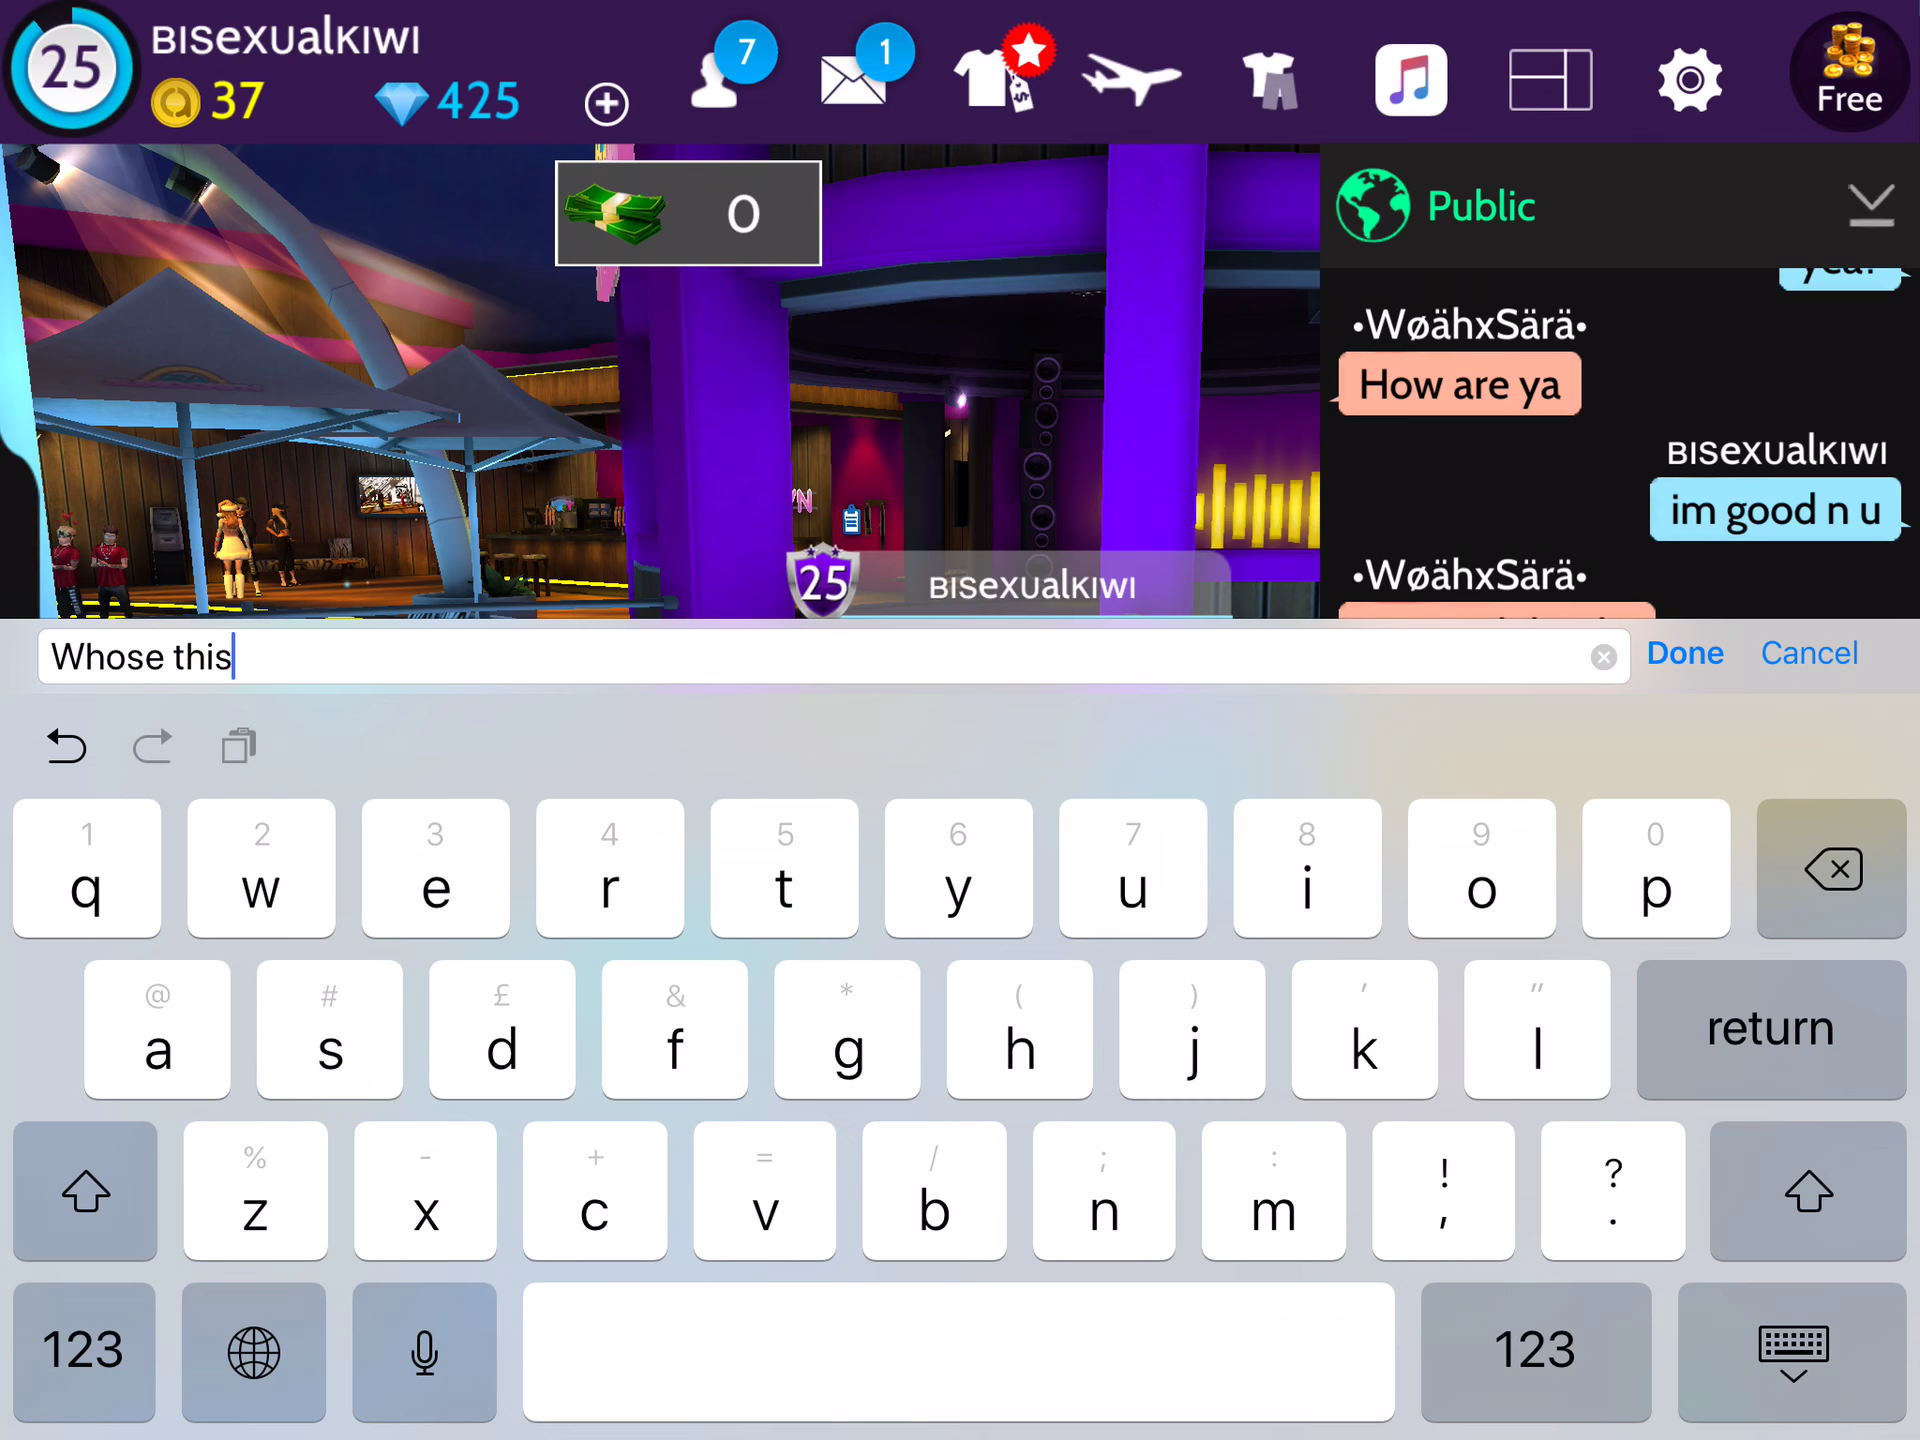 25
BISexUalKIWI
37
425
7
1
Free
0
Public
yea!
•WøähxSärä•
How are ya
BISexUalKIWI
im good n u
•WøähxSärä•
25
BISexUalKIWI
Whose this
Done
Cancel
1 2 3 4 5 6 7 8 9 0
q w e r t y u i o p
@ # £ & * ( ) ' "
a s d f g h j k l
return
% - + = / ; : ! ?
z x c v b n m , .
123
123